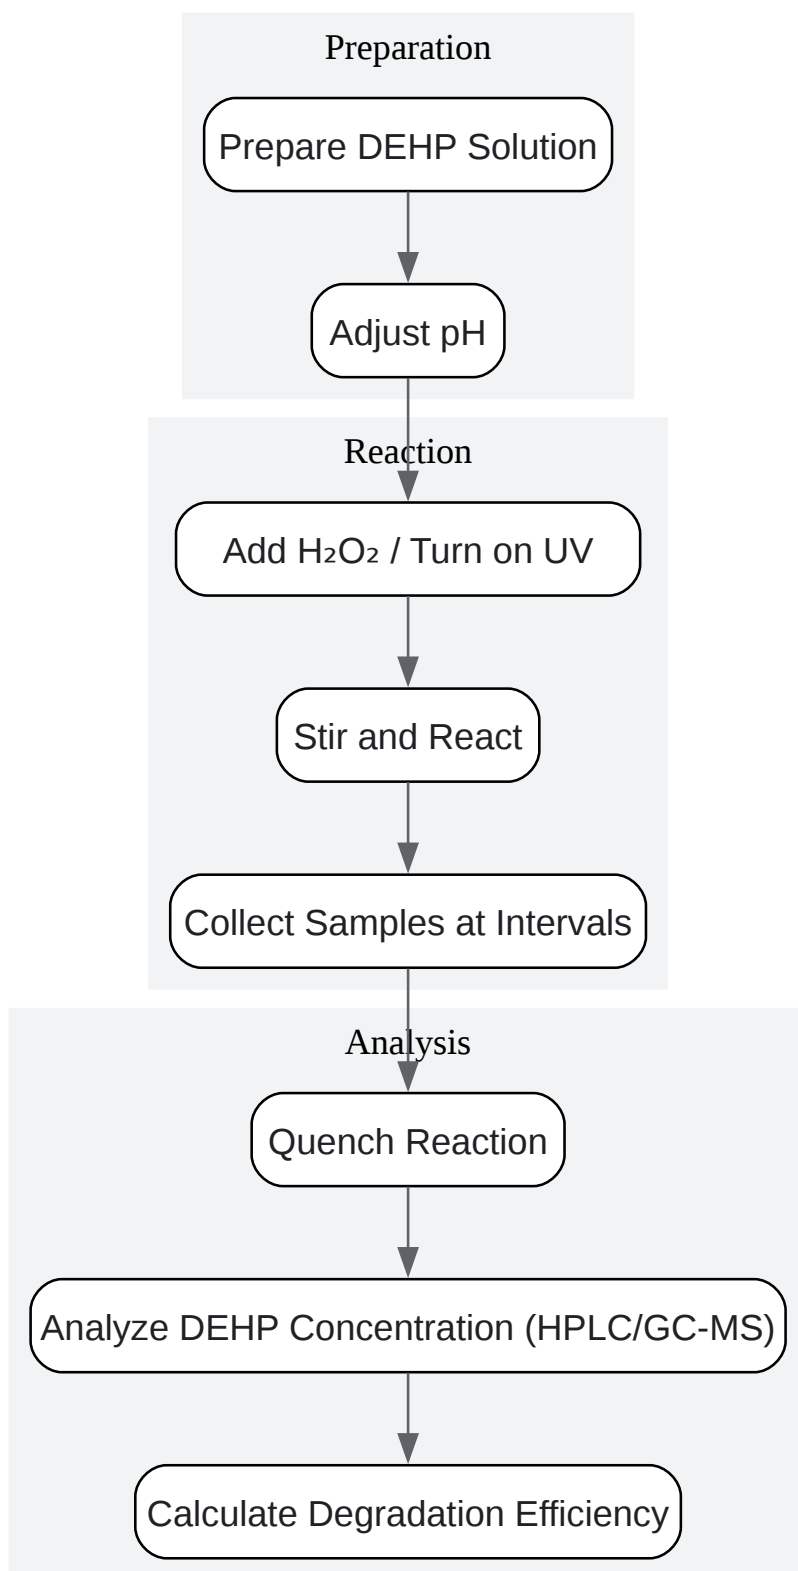 Preparation
Prepare DEHP Solution
Adjust pH
Reaction
Add H₂O₂ / Turn on UV
Stir and React
Collect Samples at Intervals
Analysis
Quench Reaction
Analyze DEHP Concentration (HPLC/GC-MS)
Calculate Degradation Efficiency